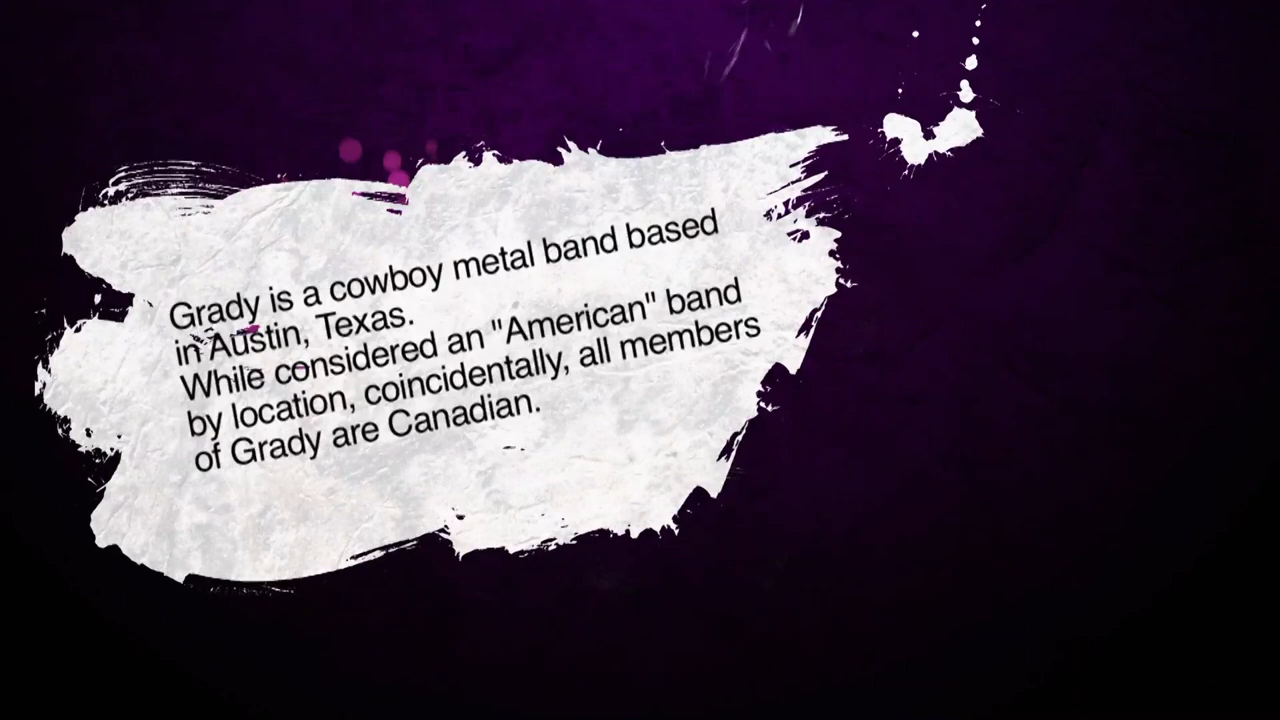 Grady is a cowboy metal band based
in Austin, Texas.
While considered an "American" band
by location, coincidentally, all members
of Grady are Canadian.